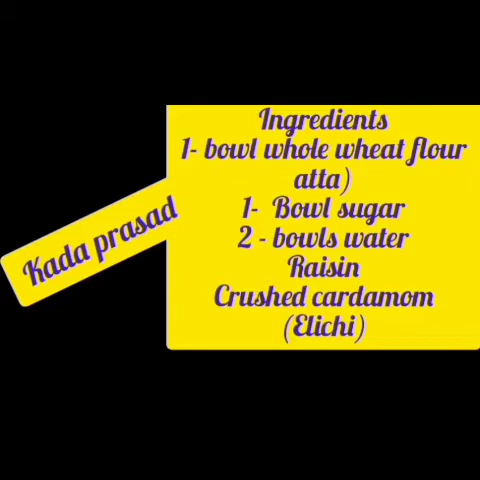 Kada prasad
Ingredients
1- bowl whole wheat flour
atta)
1- Bowl sugar
2 - bowls water
Raisin
Crushed cardamom
(Elichi)